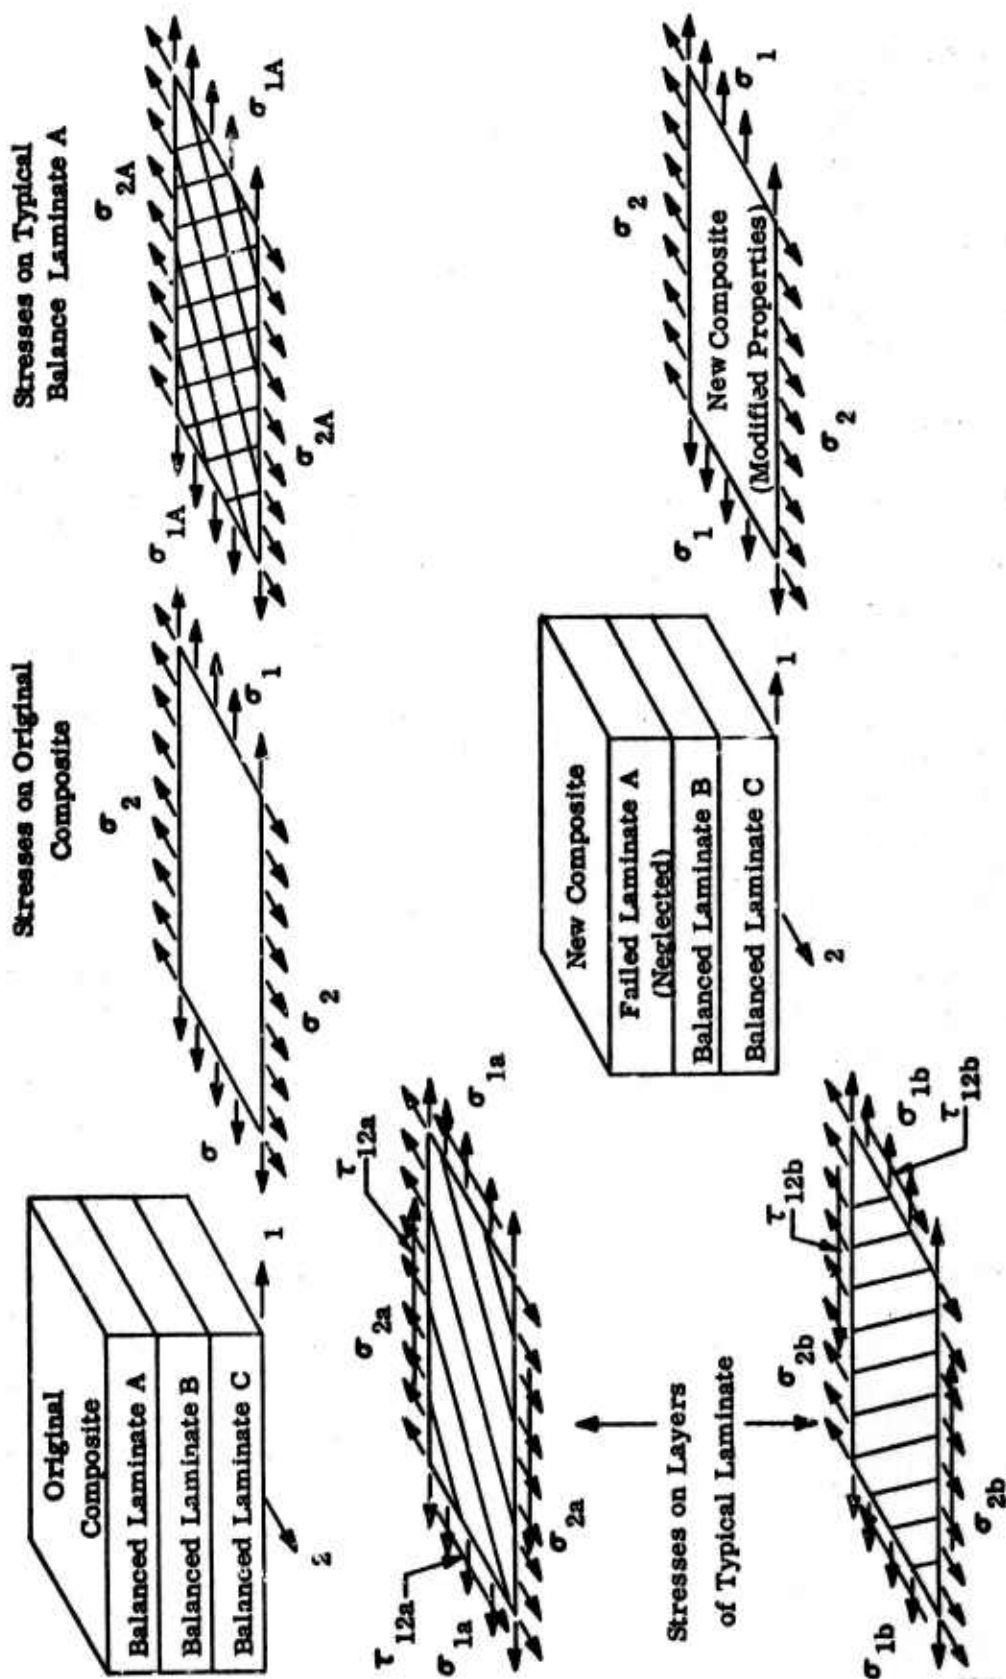 Original
Composite
Balanced Laminate A
Balanced Laminate B
Balanced Laminate C
1
2
Stresses on Original
Composite
σ2
σ
σ1
σ2
Stresses on Typical
Balance Laminate A
σ2A
σ1A
σ1A
σ2A
τ12a
σ2a
τ12a
σ1a
σ1a
σ2a
Stresses on Layers
of Typical Laminate
τ12b
σ2b
σ1b
τ12b
σ1b
σ2b
New Composite
Failed Laminate A
(Neglected)
Balanced Laminate B
Balanced Laminate C
1
2
σ2
σ1
σ1
New Composite
(Modified Properties)
σ2